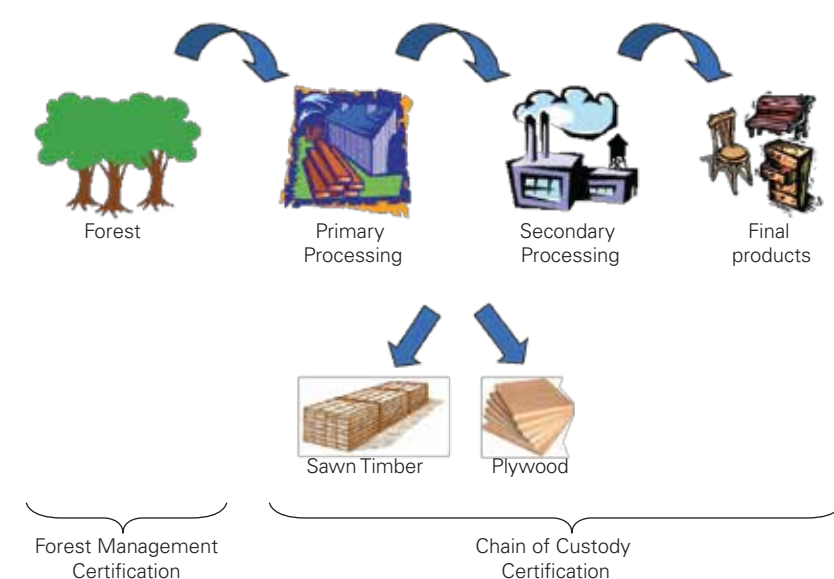 Forest
Primary
Processing
Secondary
Processing
Final
products
Sawn Timber
Plywood
Forest Management
Certification
Chain of Custody
Certification